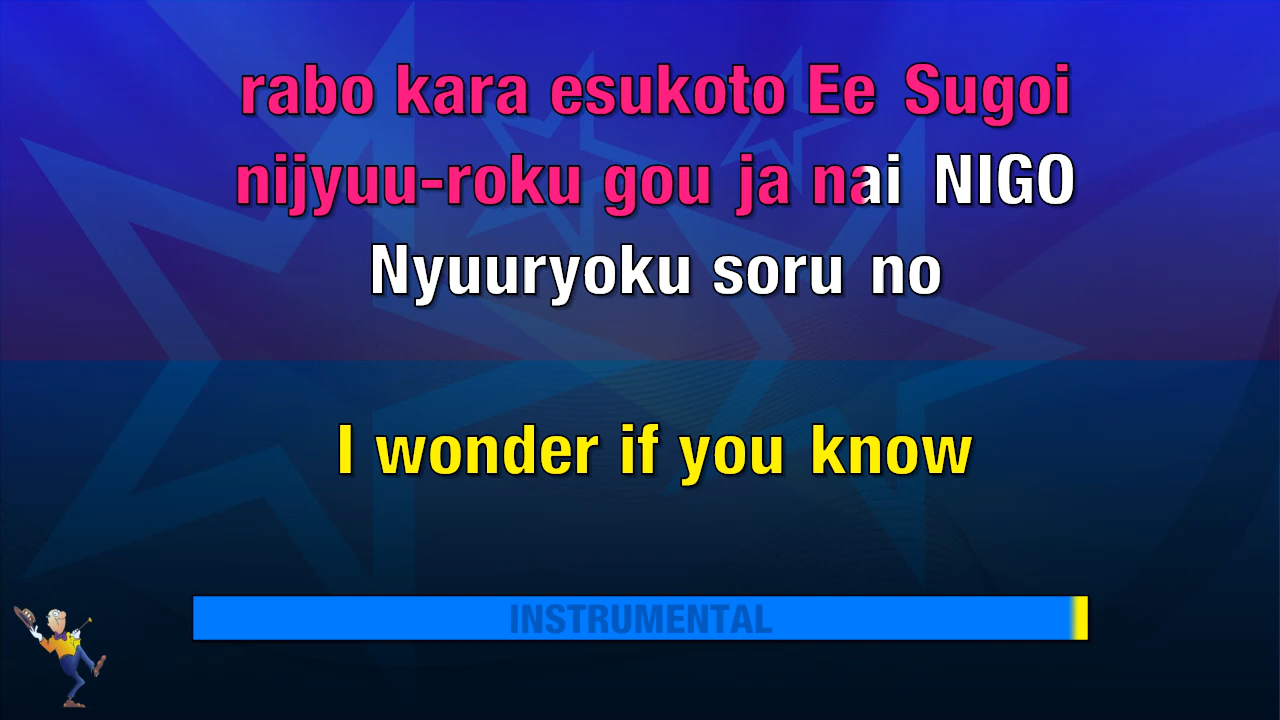 rabo kara esukoto Ee Sugoi
nijyuu-roku gou ja nai NIGO
Nyuuryoku soru no
I wonder if you know
INSTRUMENTAL